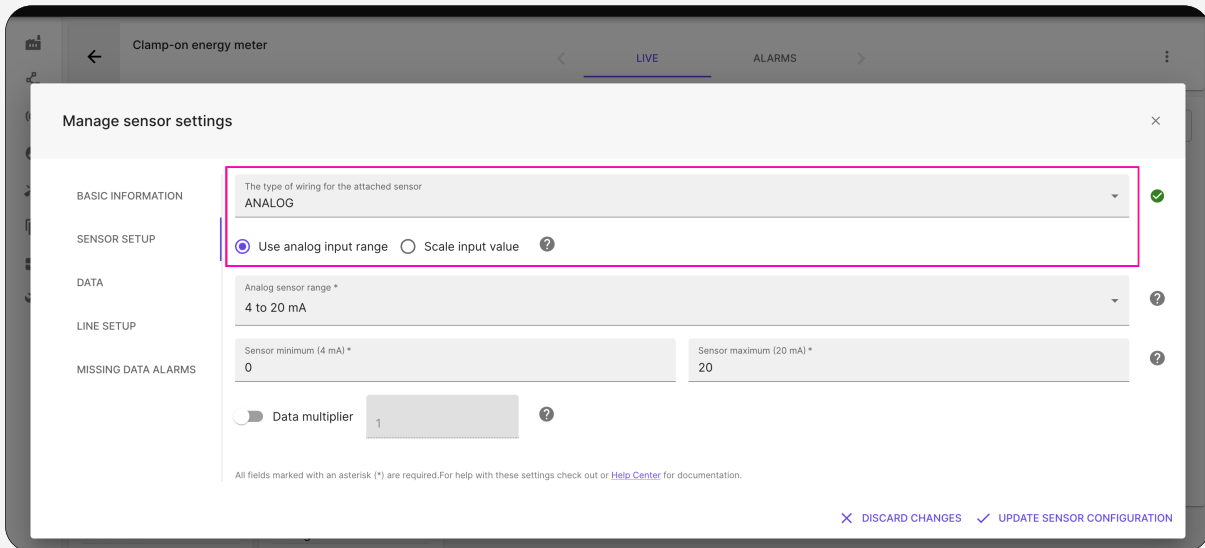 Clamp-on energy meter
LIVE
ALARMS
Manage sensor settings
BASIC INFORMATION
SENSOR SETUP
DATA
LINE SETUP
MISSING DATA ALARMS
The type of wiring for the attached sensor
ANALOG
Use analog input range
Scale input value
?
Analog sensor range *
4 to 20 mA
?
Sensor minimum (4 mA) *
0
Sensor maximum (20 mA) *
20
?
Data multiplier
1
?
All fields marked with an asterisk (*) are required.For help with these settings check out or Help Center for documentation.
DISCARD CHANGES
UPDATE SENSOR CONFIGURATION